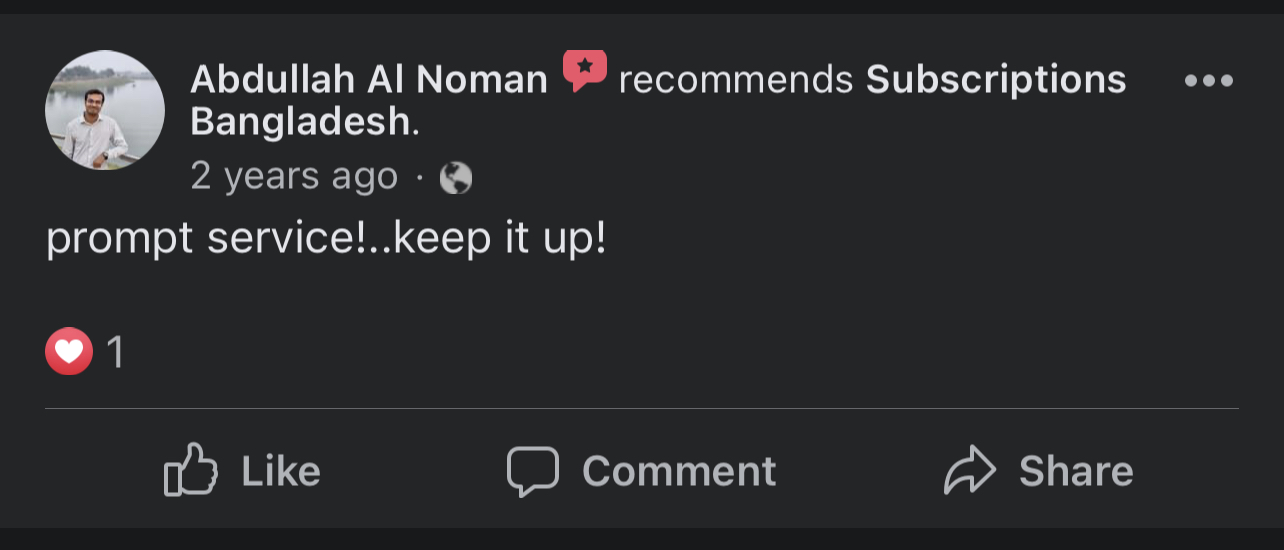 Abdullah Al Noman recommends Subscriptions
Bangladesh.
2 years ago ·
prompt service!..keep it up!
1
Like Comment Share